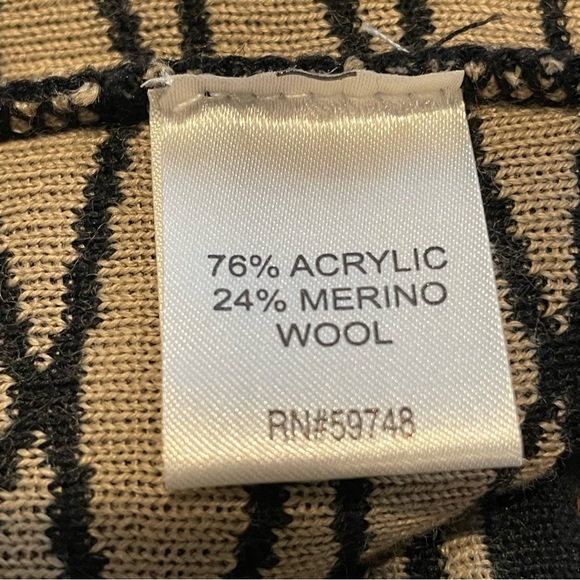 76% ACRYLIC
24% MERINO
WOOL
RN#59748